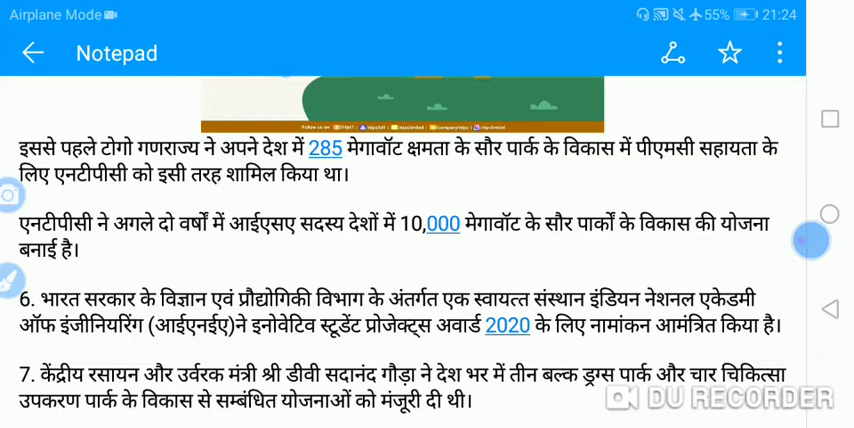 Airplane Mode 55% 21:24
Notepad
Follow us on:
इससे पहले टोगो गणराज्य ने अपने देश में 285 मेगावॉट क्षमता के सौर पार्क के विकास में पीएमसी सहायता के
लिए एनटीपीसी को इसी तरह शामिल किया था।
एनटीपीसी ने अगले दो वर्षों में आईएसए सदस्य देशों में 10,000 मेगावॉट के सौर पार्कों के विकास की योजना
बनाई है।
6. भारत सरकार के विज्ञान एवं प्रौद्योगिकी विभाग के अंतर्गत एक स्वायत्त संस्थान इंडियन नेशनल एकेडमी
ऑफ इंजीनियरिंग (आईएनईए)ने इनोवेटिव स्टूडेंट प्रोजेक्ट्स अवार्ड 2020 के लिए नामांकन आमंत्रित किया है।
7. केंद्रीय रसायन और उर्वरक मंत्री श्री डीवी सदानंद गौड़ा ने देश भर में तीन बल्क ड्रग्स पार्क और चार चिकित्सा
उपकरण पार्क के विकास से सम्बंधित योजनाओं को मंजूरी दी थी।
DU RECORDER